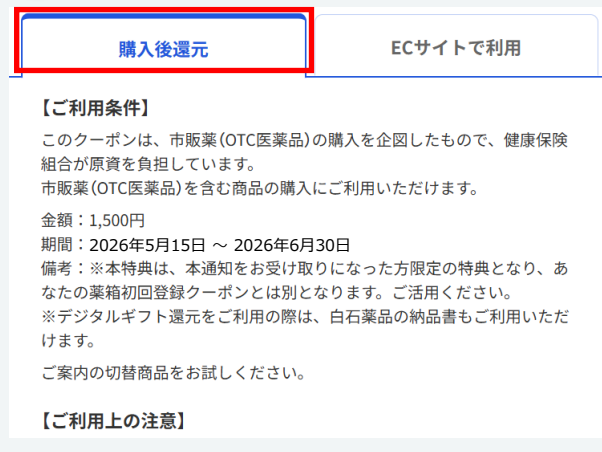 購入後還元
ECサイトで利用
【ご利用条件】
このクーポンは、市販薬（OTC医薬品）の購入を企図したもので、健康保険
組合が原資を負担しています。
市販薬（OTC医薬品）を含む商品の購入にご利用いただけます。
金額：1,500円
期間：2026年5月15日 ～ 2026年6月30日
備考：※本特典は、本通知をお受け取りになった方限定の特典となり、あ
なたの薬箱初回登録クーポンとは別となります。ご活用ください。
※デジタルギフト還元をご利用の際は、白石薬品の納品書もご利用いただ
けます。
ご案内の切替商品をお試しください。
【ご利用上の注意】